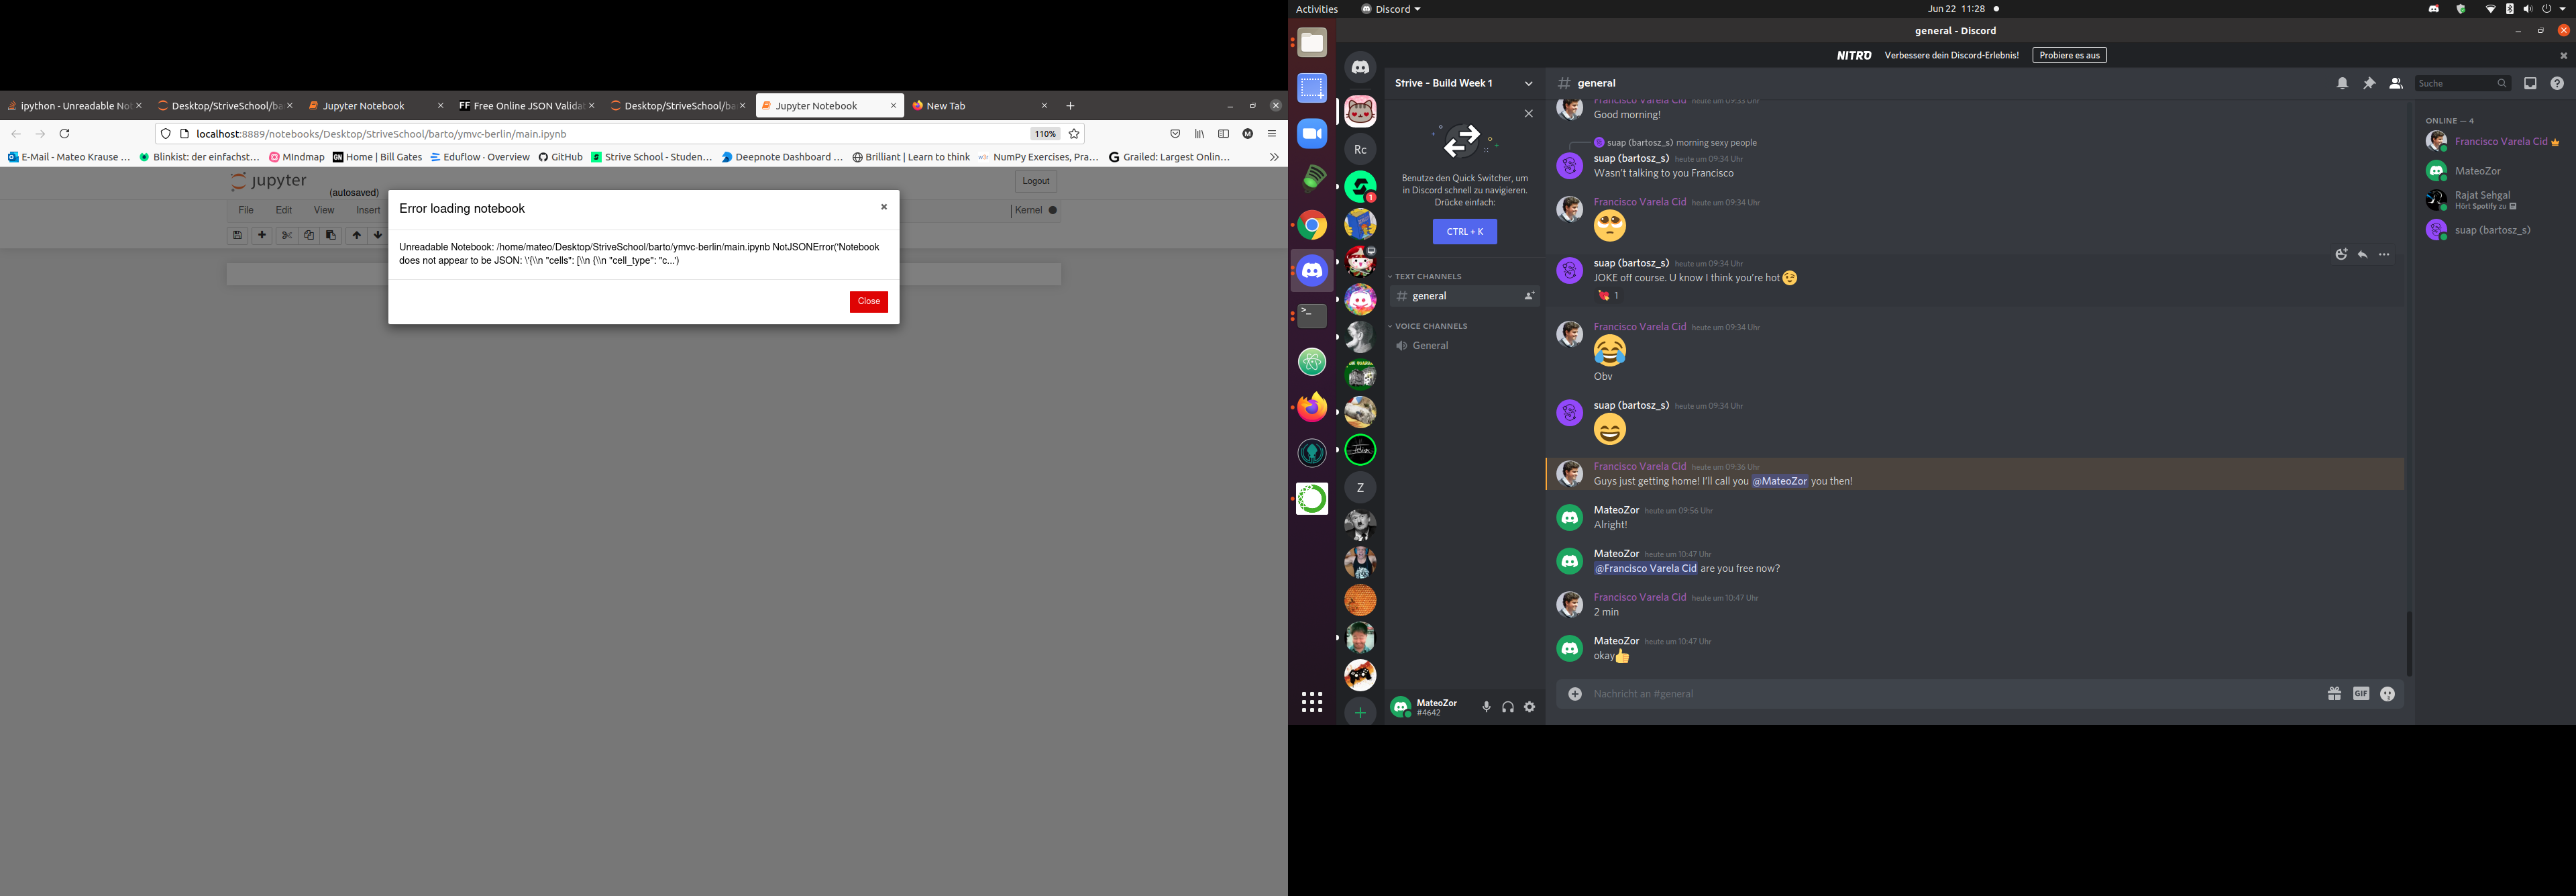 ipython - Unreadable Not
Desktop/StriveSchool/ba
Jupyter Notebook
Free Online JSON Validat
Desktop/StriveSchool/ba
Jupyter Notebook
New Tab
localhost:8889/notebooks/Desktop/StriveSchool/barto/ymvc-berlin/main.ipynb
110%
E-Mail - Mateo Krause ...
Blinkist: der einfachst...
MIndmap
Home | Bill Gates
Eduflow - Overview
GitHub
Strive School - Studen...
Deepnote Dashboard ...
Brilliant | Learn to think
NumPy Exercises, Pra...
Grailed: Largest Onlin...
jupyter
(autosaved)
Logout
File
Edit
View
Insert
Kernel
Error loading notebook
Unreadable Notebook: /home/mateo/Desktop/StriveSchool/barto/ymvc-berlin/main.ipynb NotJSONError('Notebook
does not appear to be JSON: \'{\\n "cells": [\\n {\\n "cell_type": "c...')
Close
Activities
Discord
Jun 22 11:28
general - Discord
NITRO
Verbesser dein Discord-Erlebnis!
Probiere es aus
Strive - Build Week 1
Benutze den Quick Switcher, um
in Discord schnell zu navigieren.
Drücke einfach:
CTRL + K
TEXT CHANNELS
# general
VOICE CHANNELS
General
Rc
1
Z
MateoZor
#4642
# general
Suche
Francisco Varela Cid heute um 09:33 Uhr
Good morning!
suap (bartosz_s) morning sexy people
suap (bartosz_s) heute um 09:34 Uhr
Wasn't talking to you Francisco
Francisco Varela Cid heute um 09:34 Uhr
suap (bartosz_s) heute um 09:34 Uhr
JOKE off course. U know I think you're hot
1
Francisco Varela Cid heute um 09:34 Uhr
Obv
suap (bartosz_s) heute um 09:34 Uhr
Francisco Varela Cid heute um 09:36 Uhr
Guys just getting home! I'll call you @MateoZor you then!
MateoZor heute um 09:56 Uhr
Alright!
MateoZor heute um 10:47 Uhr
@Francisco Varela Cid are you free now?
Francisco Varela Cid heute um 10:47 Uhr
2 min
MateoZor heute um 10:47 Uhr
okay
Nachricht an #general
GIF
ONLINE — 4
Francisco Varela Cid
MateoZor
Rajat Sehgal
Hört Spotify zu
suap (bartosz_s)